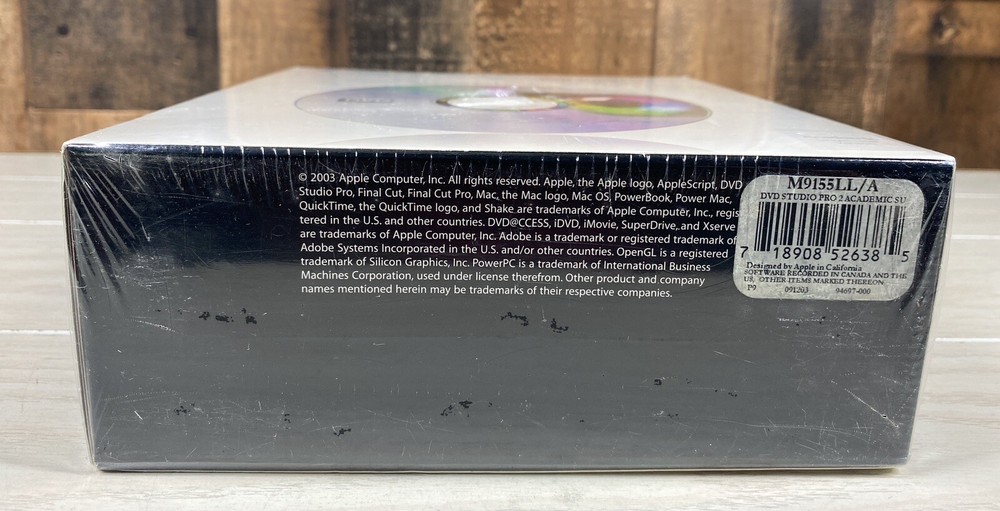 © 2003 Apple Computer, Inc. All rights reserved. Apple, the Apple logo, AppleScript, DVD
Studio Pro, Final Cut, Final Cut Pro, Mac, the Mac logo, Mac OS, PowerBook, Power Mac,
QuickTime, the QuickTime logo, and Shake are trademarks of Apple Computer, Inc., regis
tered in the U.S. and other countries. DVD@CCESS, iDVD, iMovie, SuperDrive, and Xserve
are trademarks of Apple Computer, Inc. Adobe is a trademark or registered trademark of
Adobe Systems Incorporated in the U.S. and/or other countries. OpenGL is a registered
trademark of Silicon Graphics, Inc. PowerPC is a trademark of International Business
Machines Corporation, used under license therefrom. Other product and company
names mentioned herein may be trademarks of their respective companies.
M9155LL/A
DVD STUDIO PRO 2 ACADEMIC SU
7 18908 52638 5
Designed by Apple in California
SOFTWARE RECORDED IN CANADA AND THE
US, OTHER ITEMS MARKED THEREON
P9 091203 04697-000